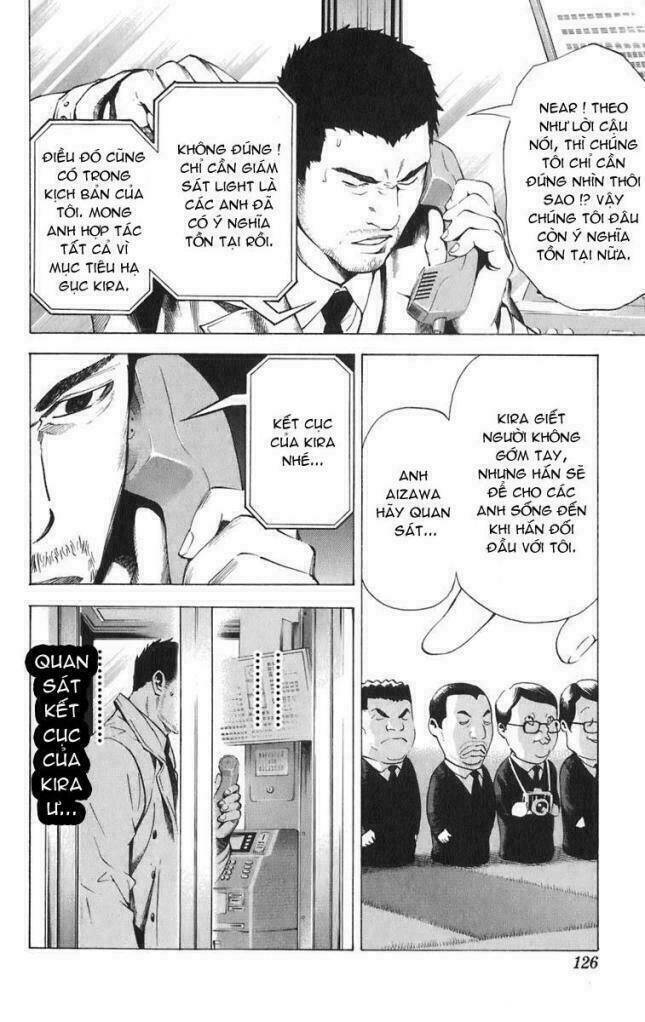 NEAR ! THEO
NHƯ LỜI CẬU
NÓI, THÌ CHÚNG
TÔI CHỈ CẦN
ĐÚNG NHÌN THÔI
SAO !? VẬY
CHÚNG TÔI ĐÂU
CÒN Ý NGHĨA
TỒN TẠI NỮA.
KHÔNG ĐÚNG !
CHỈ CẦN GIÁM
SÁT LIGHT LÀ
CÁC ANH ĐÃ
CÓ Ý NGHĨA
TỒN TẠI RỒI.
ĐIỀU ĐÓ CŨNG
CÓ TRONG
KỊCH BẢN CỦA
TÔI. MONG
ANH HỢP TÁC
TẤT CẢ VÌ
MỤC TIÊU HẠ
GỤC KIRA.
KIRA GIẾT
NGƯỜI KHÔNG
GỚM TAY,
NHƯNG HẮN SẼ
ĐỂ CHO CÁC
ANH SỐNG ĐẾN
KHI HẮN ĐỐI
ĐẦU VỚI TÔI.
ANH
AIZAWA
HÃY QUAN
SÁT...
KẾT CỤC
CỦA KIRA
NHÉ...
QUAN
SÁT
KẾT
CỤC
CỦA
KIRA
Ư...
126